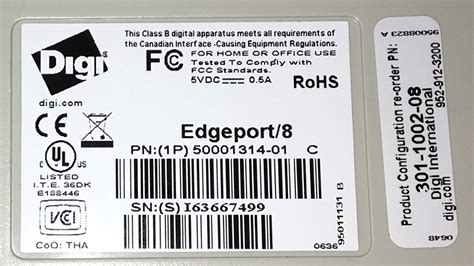 This Class B digital apparatus meets all requirements of
the Canadian Interface -Causing Equipment Regulations.
Digi
digi.com
FC
FOR HOME OR OFFICE USE
Tested To Comply with
FCC Standards.
5VDC 0.5A
RoHS
Edgeport/8
PN:(1P) 50001314-01 C
UL
LISTED
I.T.E. 36DK
E188446
SN:(S) I63667499
VCCI
CoO: THA
0636
95011131 B
Product Configuration re-order PN:
301-1002-08
Digi International
digi.com
952-912-3200
95008823 A
0648